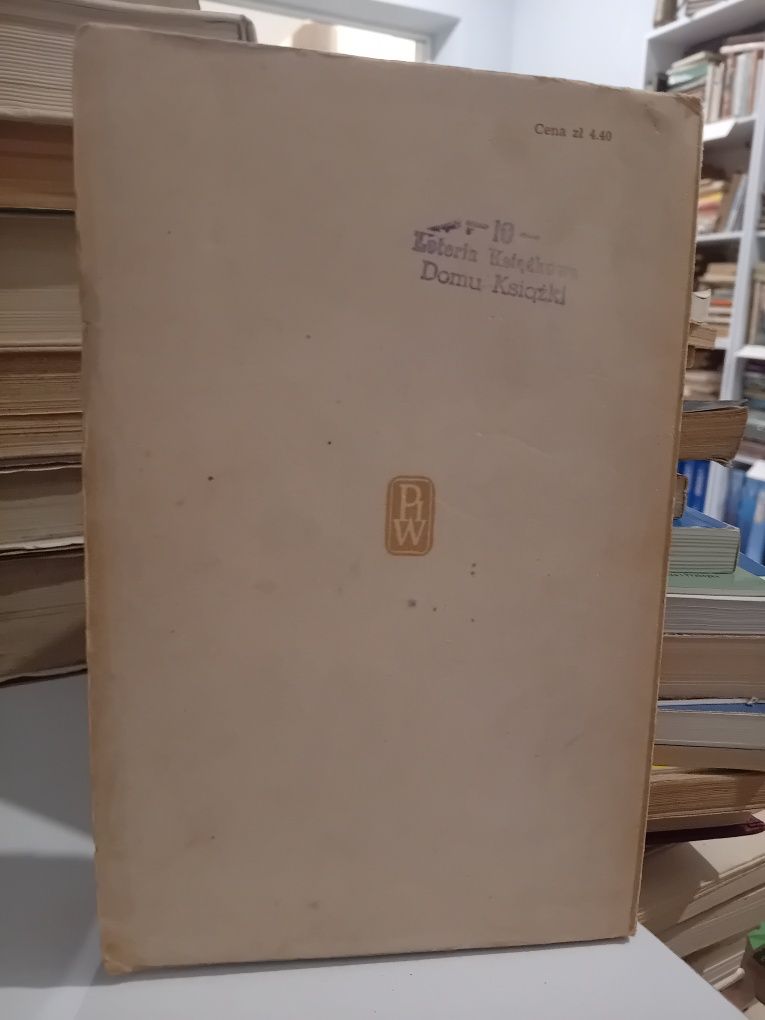 Cena zł 4.40
— 10 —
Loteria Książkowa
Domu Książki
PIW